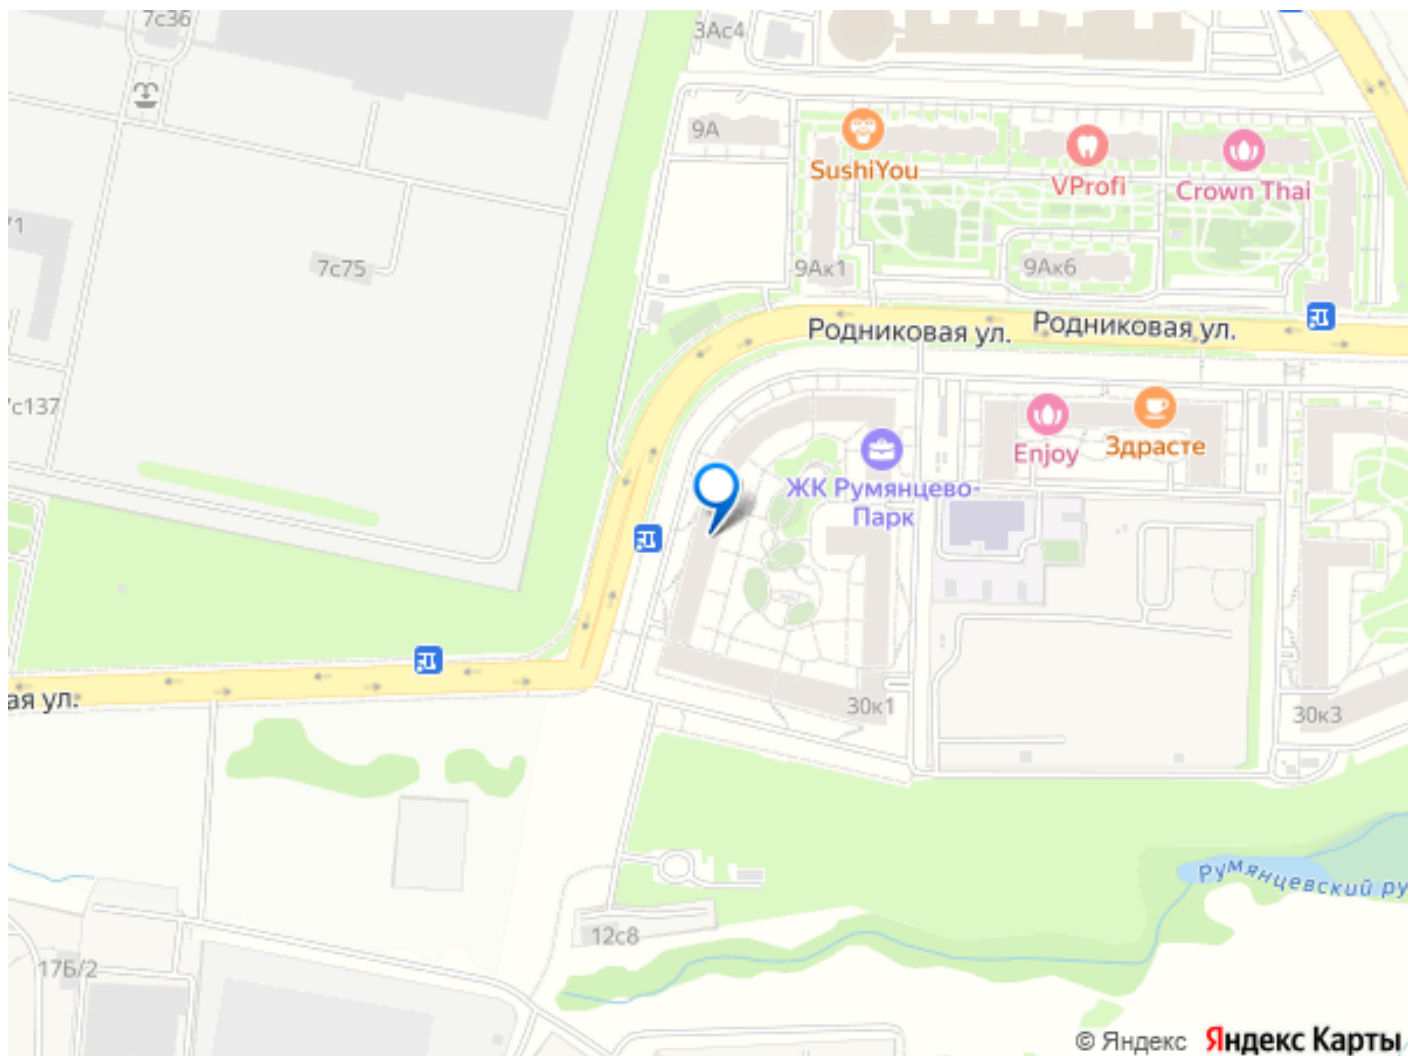 7с36
3Ас4
9А
SushiYou
VProfi
Crown Thai
7с75
9Ак1
9Ак6
Родниковая ул.
Родниковая ул.
7с137
Enjoy
Здрасте
ЖК Румянцево-
Парк
ая ул.
30к1
30к3
Румянцевский ру
12с8
17Б/2
© Яндекс Яндекс Карты